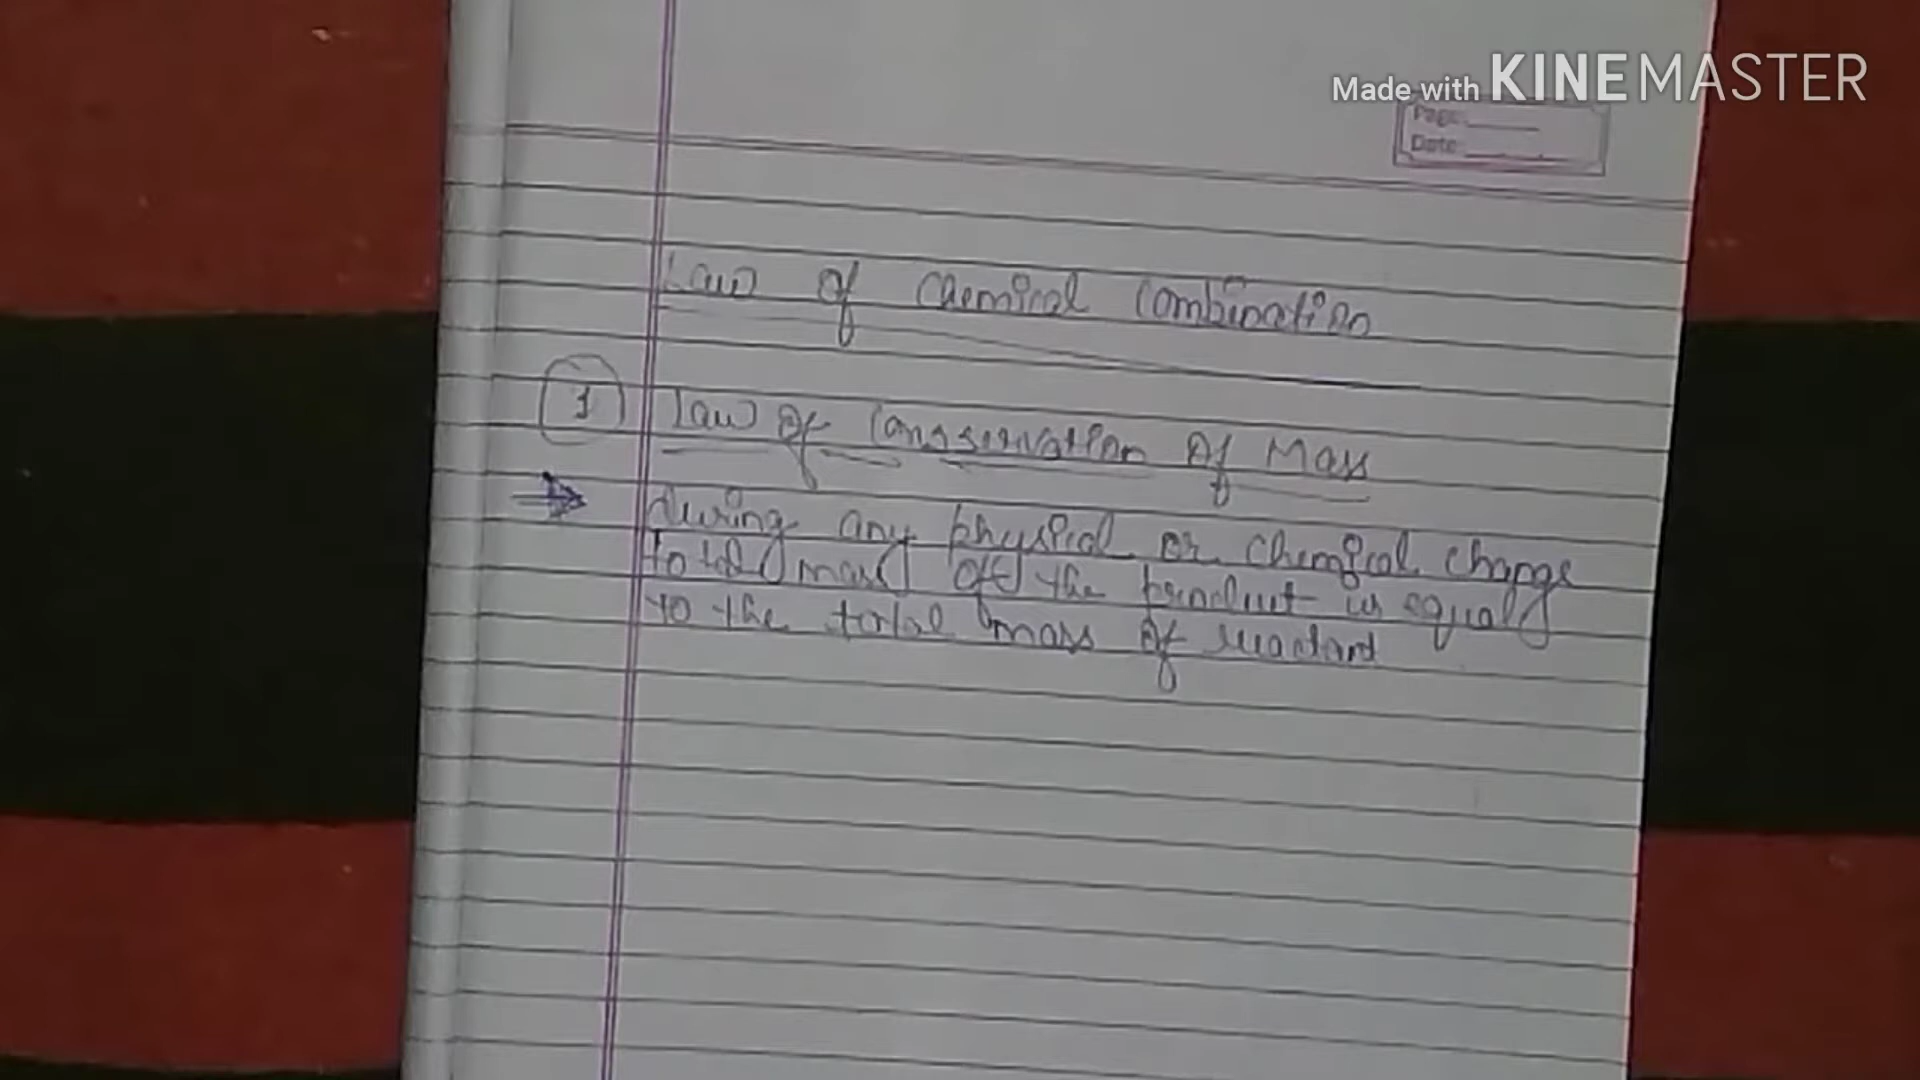 Made with KINEMASTER
Page:
Date:
Law of Chemical Combination
1 Law of Consservation of Mass
during any physical or Chemical change
total mass of the product is equal
to the total mass of reactant